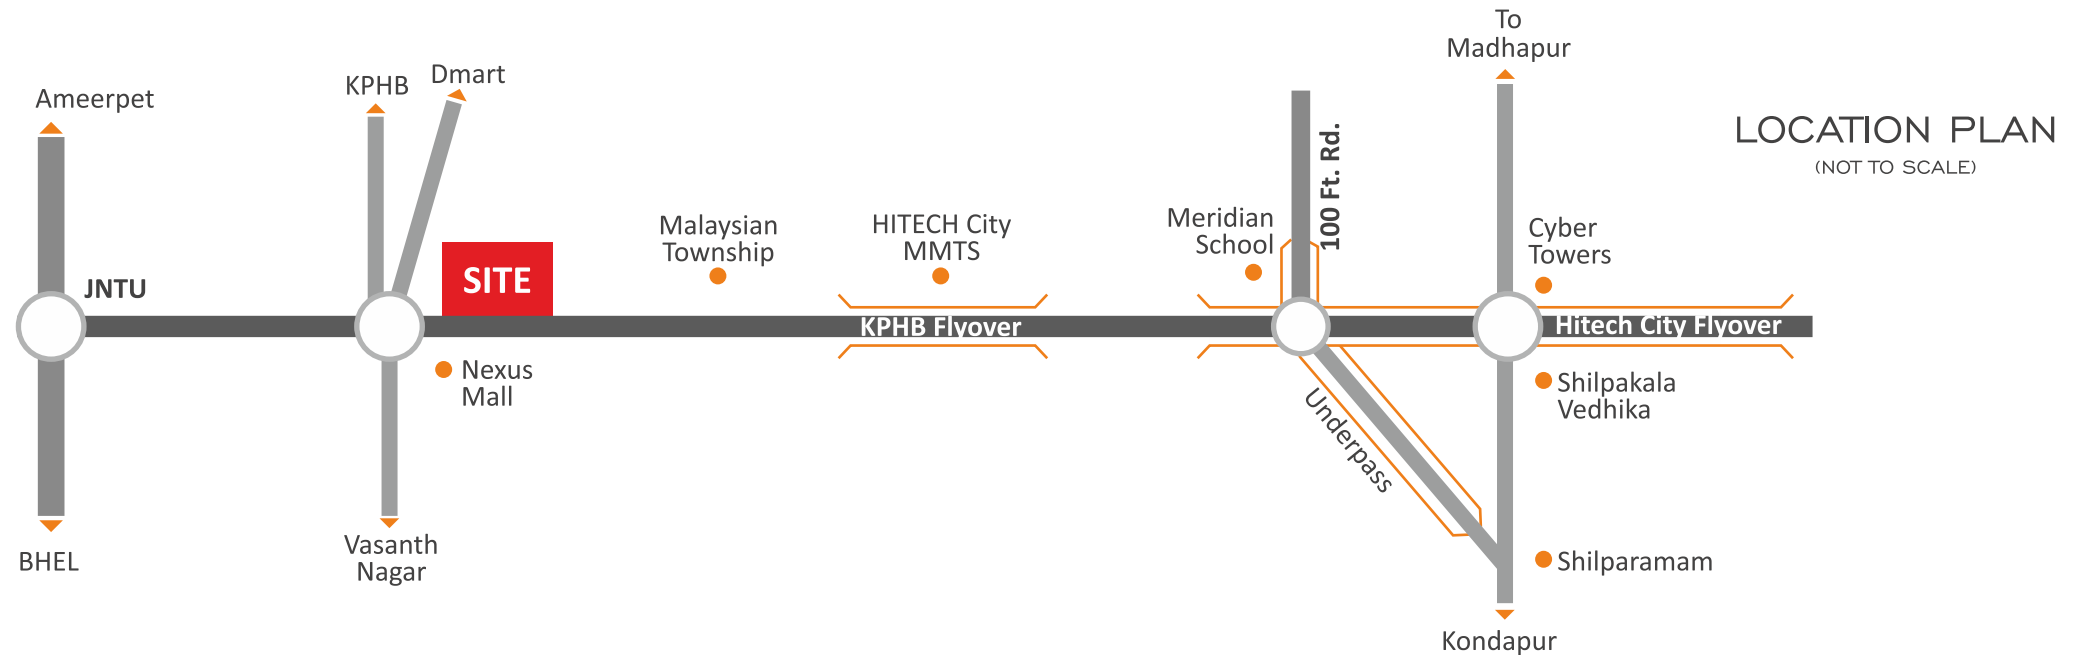 To
Madhapur
Dmart
KPHB
Ameerpet
LOCATION PLAN
(NOT TO SCALE)
100 Ft. Rd.
Malaysian
Township
HITECH City
MMTS
Meridian
School
Cyber
Towers
SITE
JNTU
KPHB Flyover
Hitech City Flyover
Nexus
Mall
Shilpakala
Vedhika
Underpass
Vasanth
Nagar
BHEL
Shilparamam
Kondapur